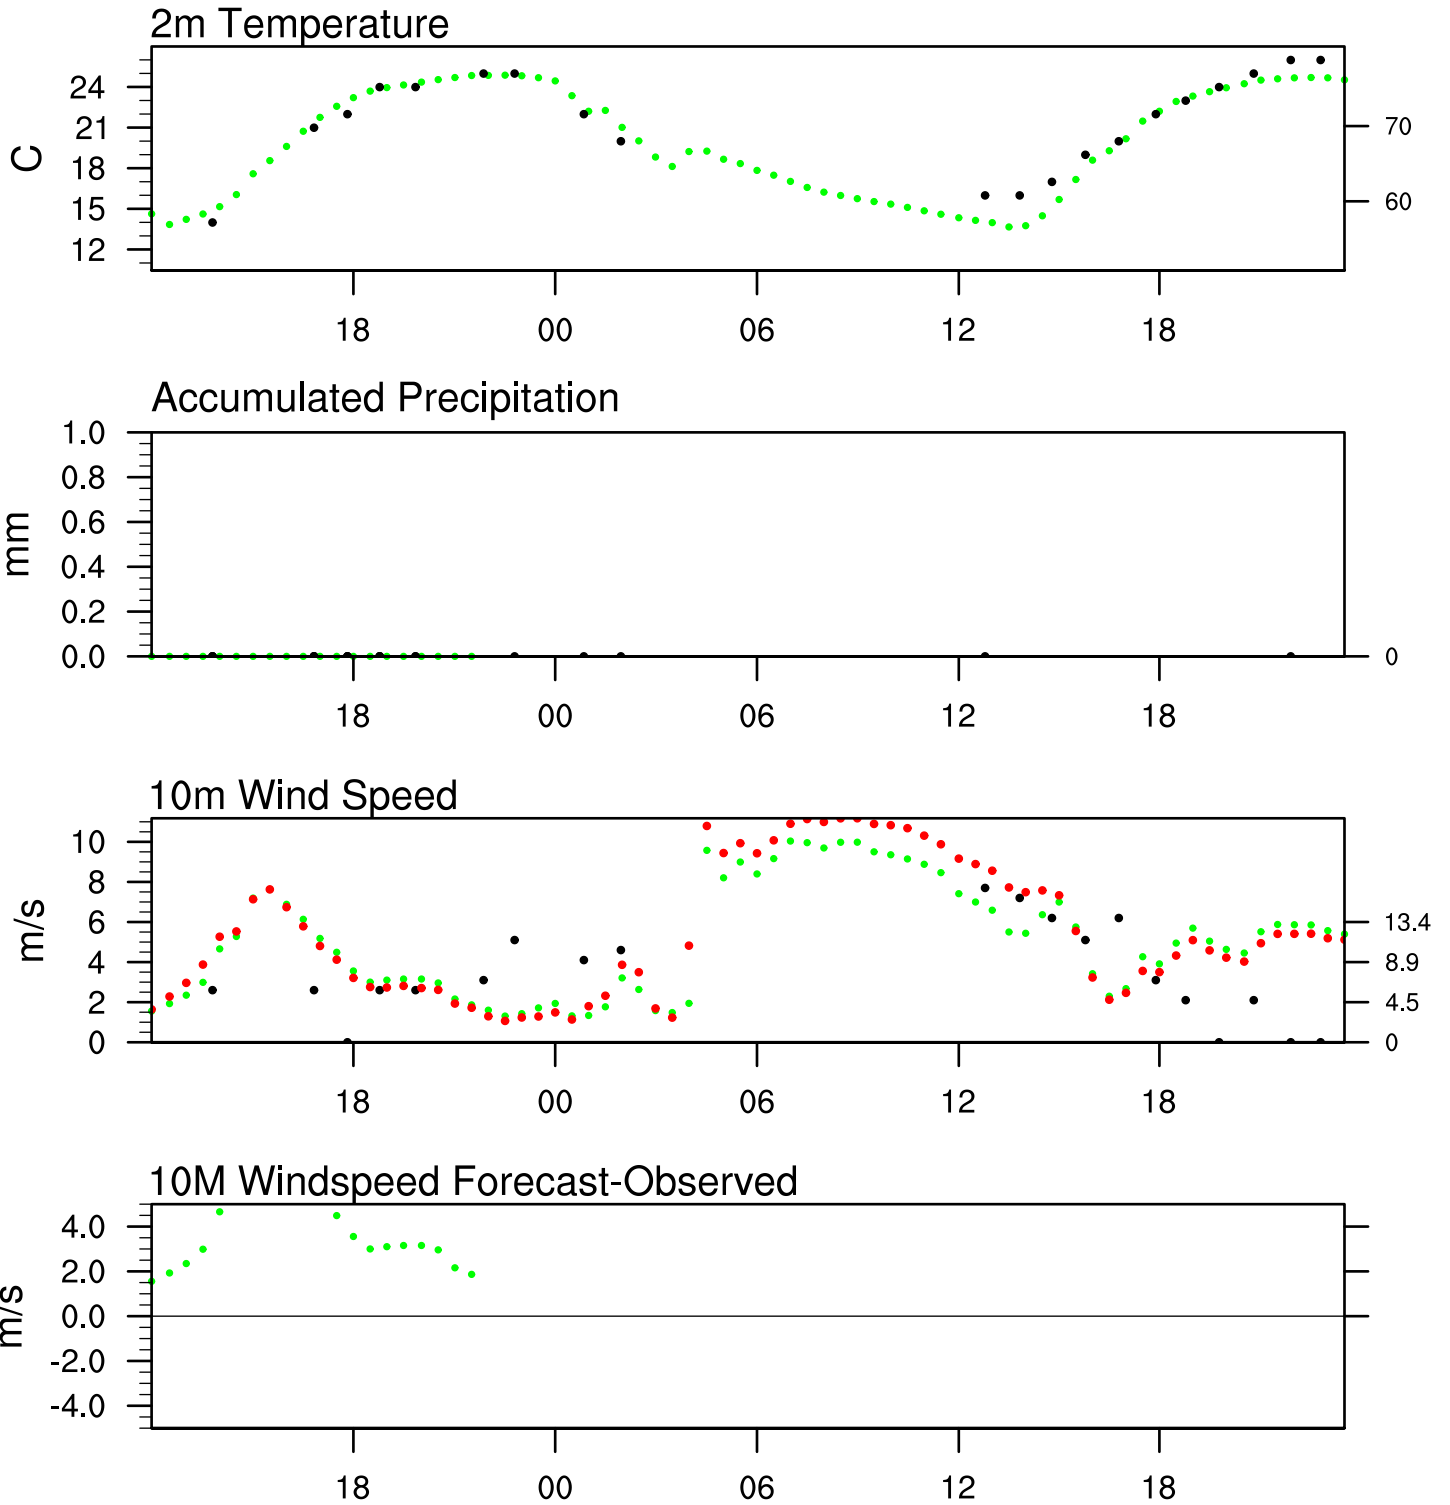 2m Temperature
24
21
18
15
12
C
70
60
18 00 06 12 18
Accumulated Precipitation
1.0
0.8
0.6
0.4
0.2
0.0
mm
0
18 00 06 12 18
10m Wind Speed
10
8
6
4
2
0
m/s
13.4
8.9
4.5
0
18 00 06 12 18
10M Windspeed Forecast-Observed
4.0
2.0
0.0
-2.0
-4.0
m/s
18 00 06 12 18